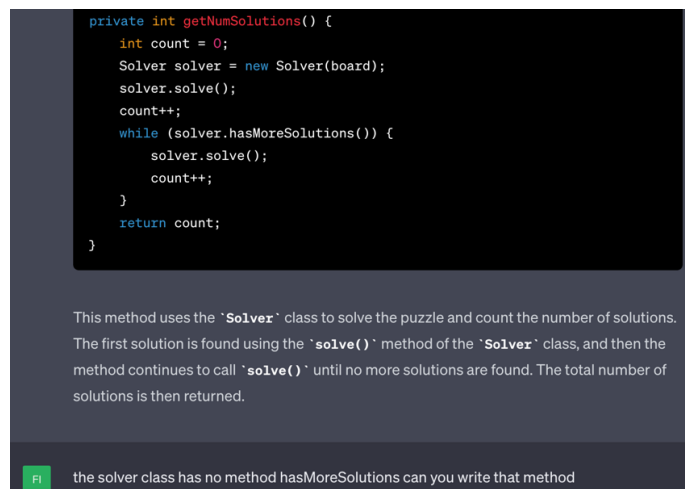 private int getNumSolutions() {
int count = 0;
Solver solver = new Solver(board);
solver.solve();
count++;
while (solver.hasMoreSolutions()) {
solver.solve();
count++;
}
return count;
}
This method uses the `Solver` class to solve the puzzle and count the number of solutions.
The first solution is found using the `solve()` method of the `Solver` class, and then the
method continues to call `solve()` until no more solutions are found. The total number of
solutions is then returned.
FI the solver class has no method hasMoreSolutions can you write that method